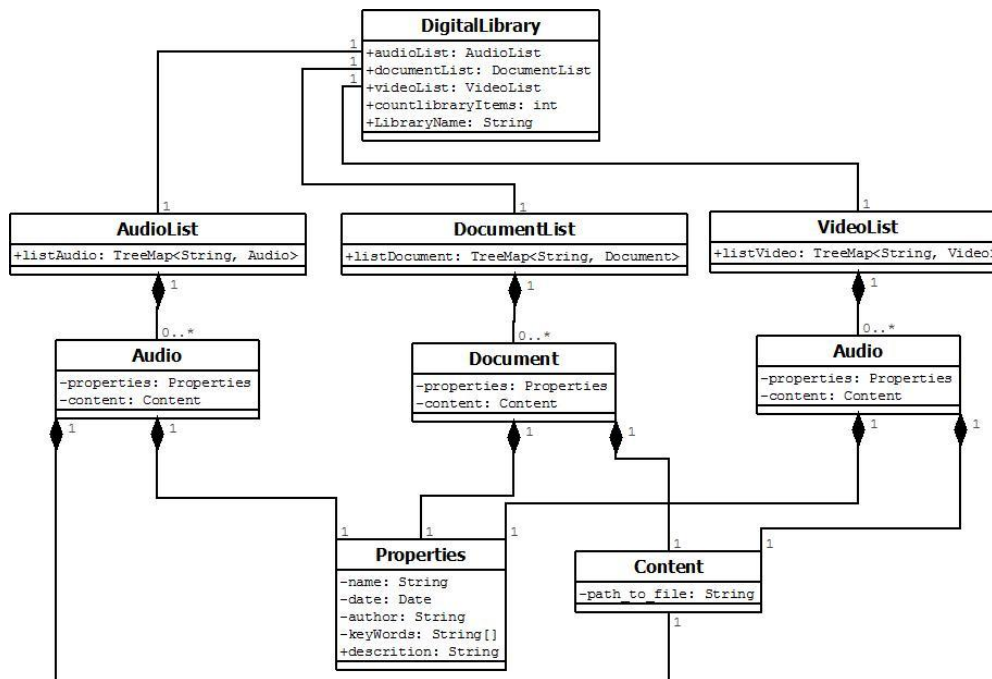 DigitalLibrary
+audioList: AudioList
+documentList: DocumentList
+videoList: VideoList
+countlibraryItems: int
+LibraryName: String
1
1
1
1
1
1
AudioList
+listAudio: TreeMap<String, Audio>
DocumentList
+listDocument: TreeMap<String, Document>
VideoList
+listVideo: TreeMap<String, Video
1
1
1
0..*
0..*
0..*
Audio
-properties: Properties
-content: Content
Document
-properties: Properties
-content: Content
Audio
-properties: Properties
-content: Content
1
1
1
1
1
1
1
1
1
1
1
Properties
-name: String
-date: Date
-author: String
-keyWords: String[]
+descrition: String
Content
-path_to_file: String
1